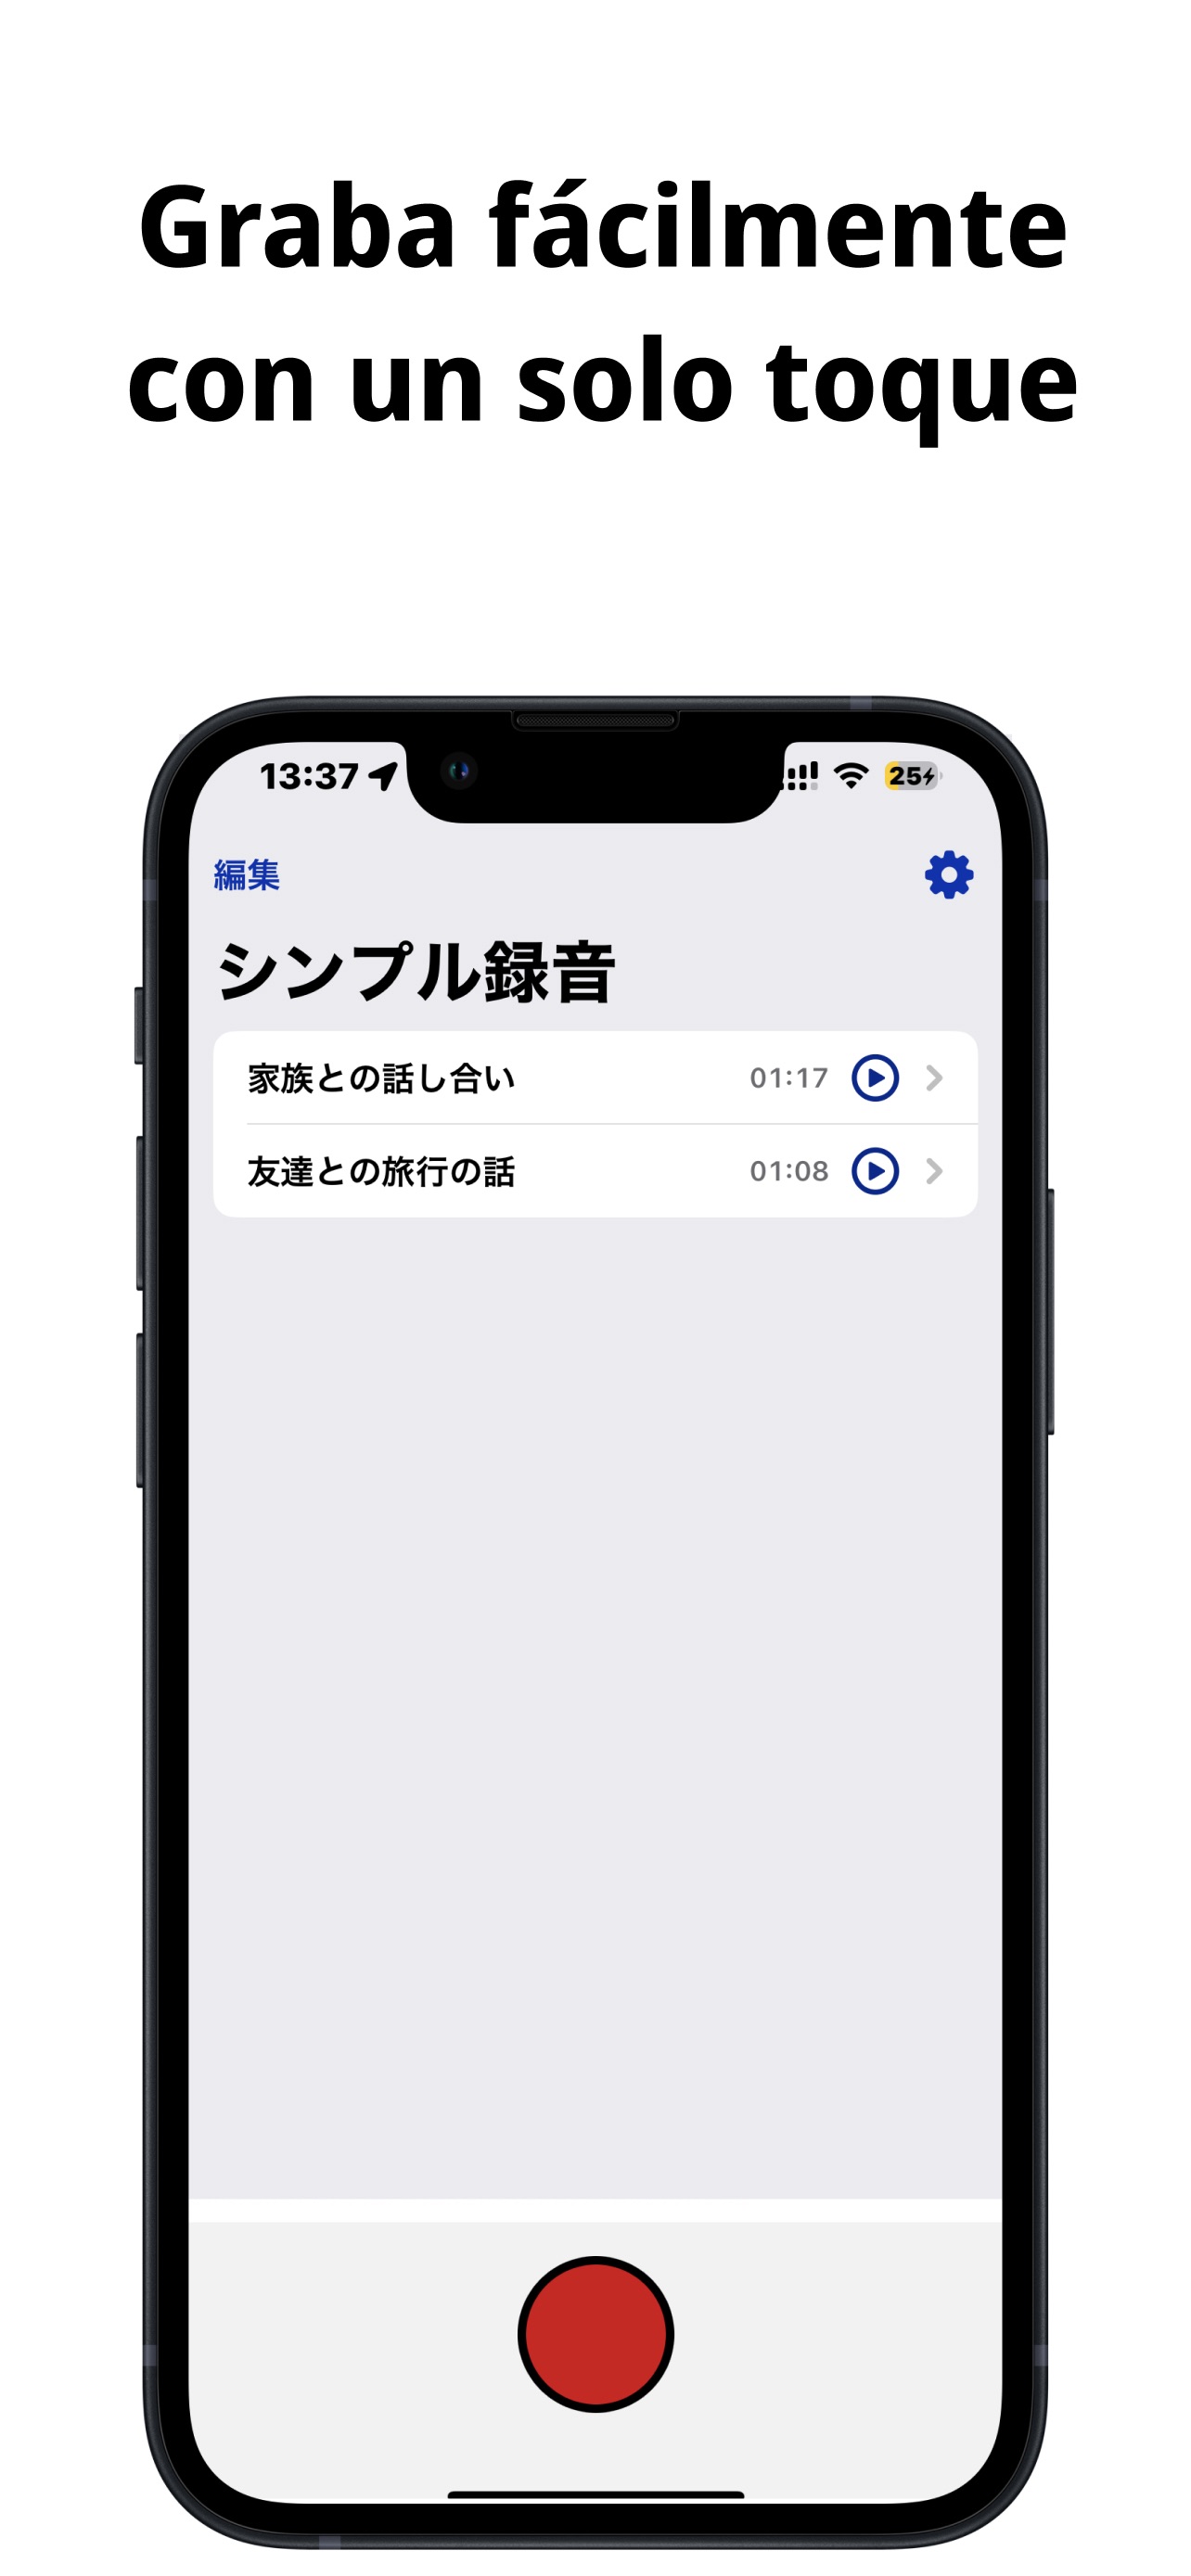 Graba fácilmente
con un solo toque
13:37
25
編集
シンプル録音
家族との話し合い 01:17
友達との旅行の話 01:08